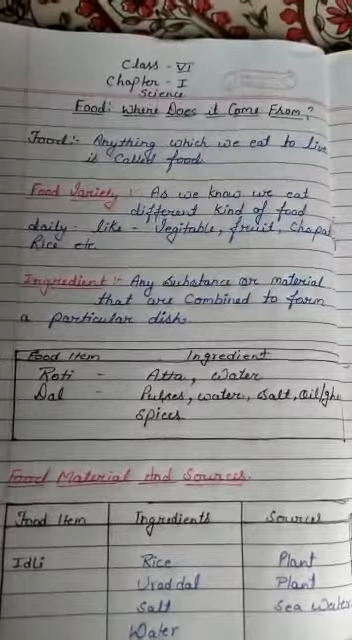 Class - VI
Chapter - I
Science
Food: Where Does it Come From?
Food:- Anything which we eat to live
is called food.
Food Variety:- As we know we eat
different kind of food
daily- like - Vegitable, fruit, Chapati
Rice etc.
Ingredient:- Any substance or material
that are combined to form
a particular dish.
Food Item Ingredient
Roti - Atta, water
Dal - Pulses, water, salt, Oil/ghe
spices.
Food Material And Sources.
Food Item Ingredients Sources
Idli Rice Plant
Urad dal Plant
Salt Sea Water
Water